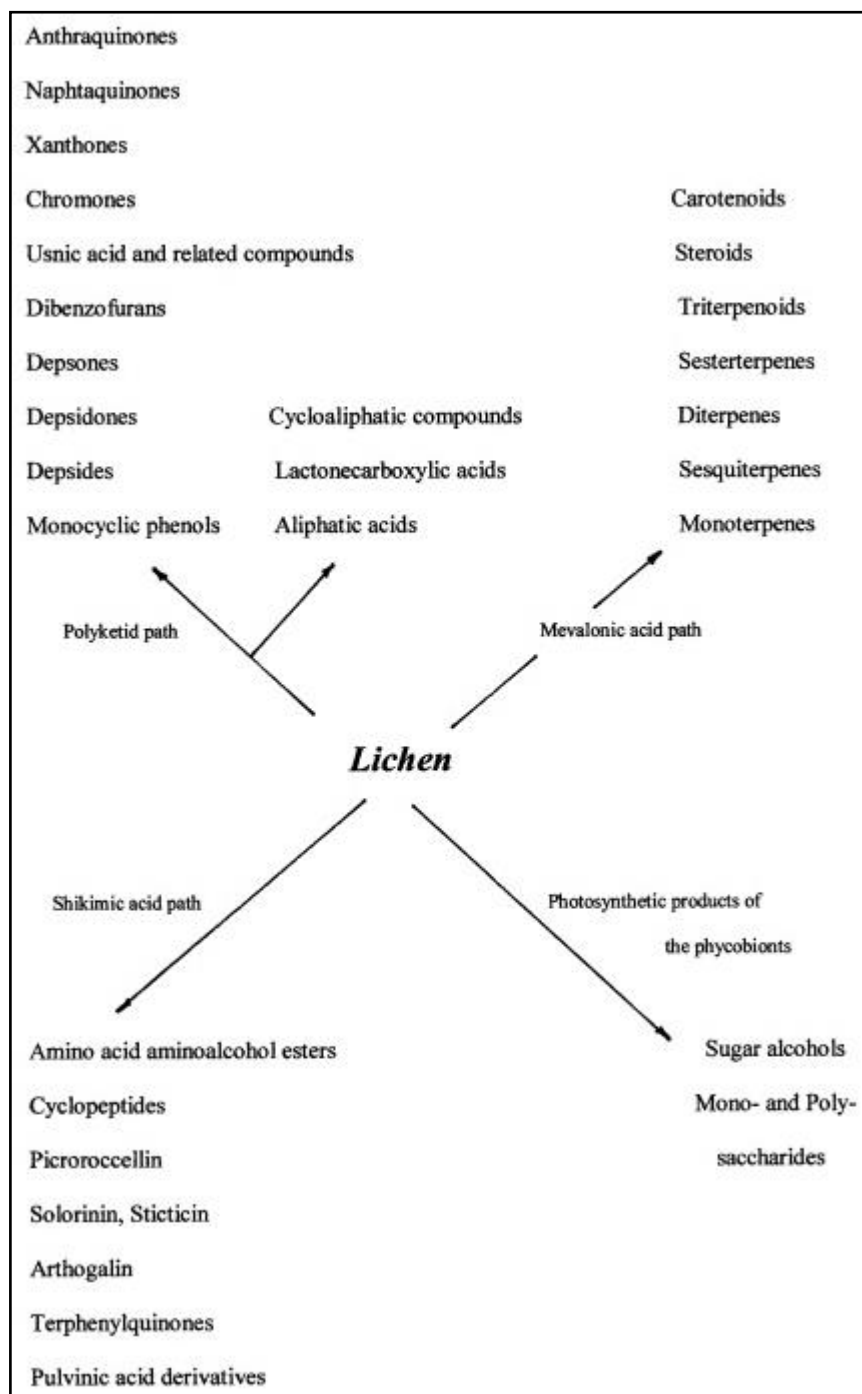 Anthraquinones
Naphtaquinones
Xanthones
Chromones
Usnic acid and related compounds
Dibenzofurans
Depsones
Depsidones
Depsides
Monocyclic phenols
Cycloaliphatic compounds
Lactonecarboxylic acids
Aliphatic acids
Carotenoids
Steroids
Triterpenoids
Sesterterpenes
Diterpenes
Sesquiterpenes
Monoterpenes
Polyketid path
Mevalonic acid path
Lichen
Shikimic acid path
Photosynthetic products of
the phycobionts
Amino acid aminoalcohol esters
Cyclopeptides
Picroroccellin
Solorinin, Sticticin
Arthogalin
Terphenylquinones
Pulvinic acid derivatives
Sugar alcohols
Mono- and Poly-
saccharides